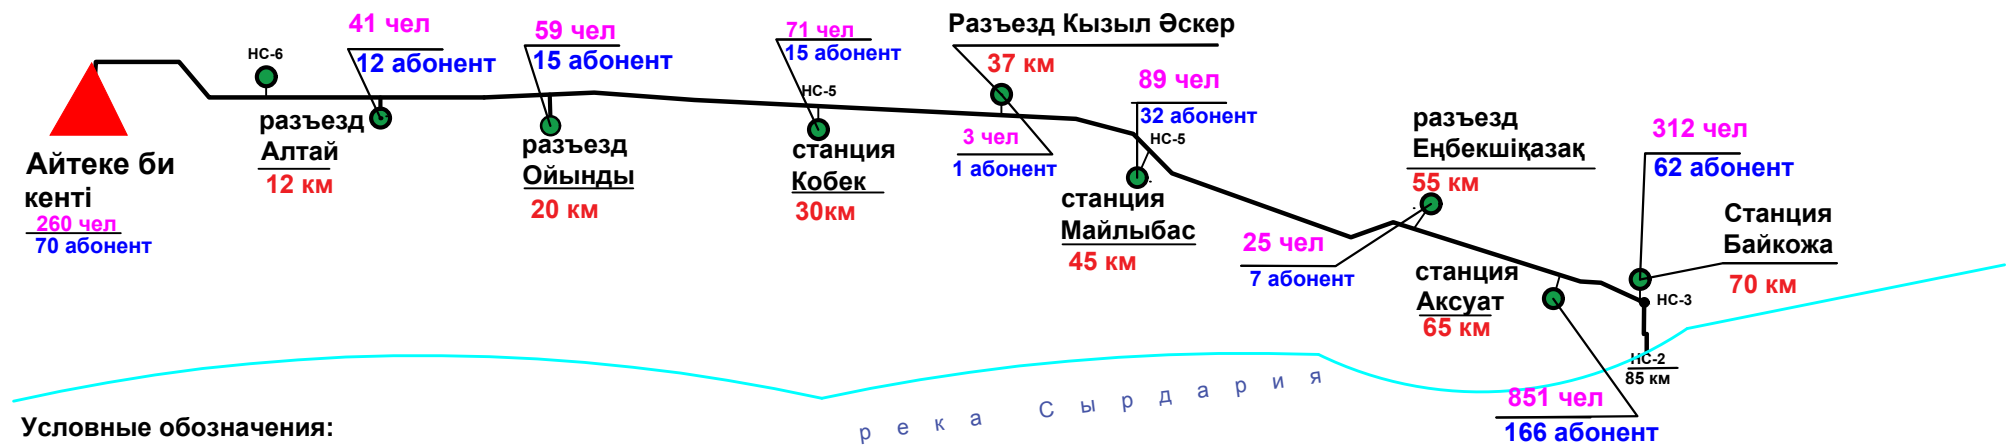 Айтеке би
кенті
260 чел
70 абонент
НС-6
41 чел
12 абонент
разъезд
Алтай
12 км
59 чел
15 абонент
разъезд
Ойынды
20 км
71 чел
15 абонент
НС-5
станция
Кобек
30км
Разъезд Кызыл Әскер
37 км
3 чел
1 абонент
89 чел
32 абонент
НС-5
станция
Майлыбас
45 км
разъезд
Еңбекшіқазақ
55 км
25 чел
7 абонент
станция
Аксуат
65 км
851 чел
166 абонент
312 чел
62 абонент
Станция
Байкожа
70 км
НС-3
НС-2
85 км
река Сырдария
Условные обозначения: